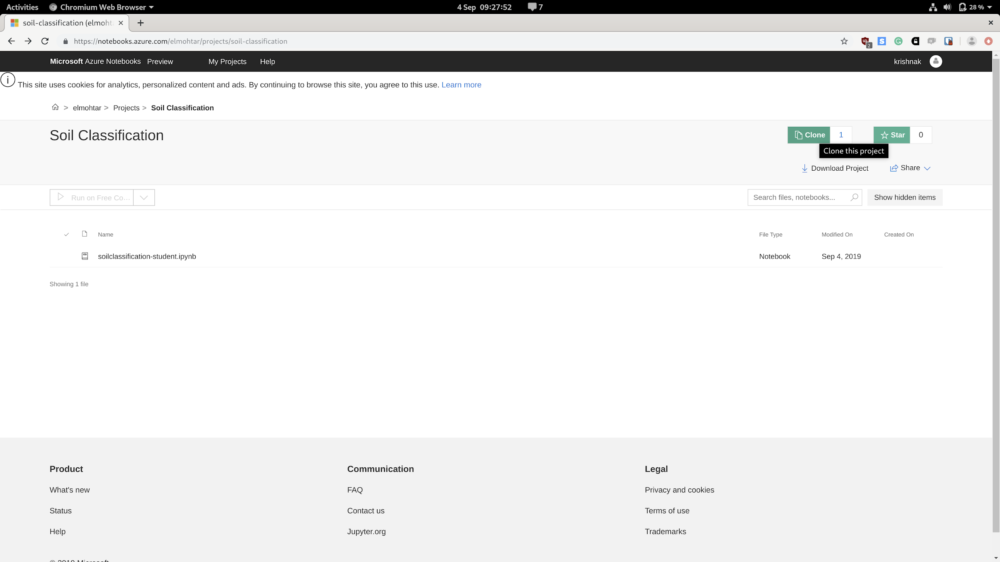 Activities Chromium Web Browser 4 Sep 09:27:52 7 28 %
soil-classification (elmohta
https://notebooks.azure.com/elmohtar/projects/soil-classification 2
Microsoft Azure Notebooks Preview My Projects Help krishnak
This site uses cookies for analytics, personalized content and ads. By continuing to browse this site, you agree to this use. Learn more
> elmohtar > Projects > Soil Classification
Soil Classification Clone 1 Star 0
Clone this project
Download Project Share
Run on Free Co... Search files, notebooks... Show hidden items
Name File Type Modified On Created On
soilclassification-student.ipynb Notebook Sep 4, 2019
Showing 1 file
Product Communication Legal
What's new FAQ Privacy and cookies
Status Contact us Terms of use
Help Jupyter.org Trademarks
© 2019 Microsoft